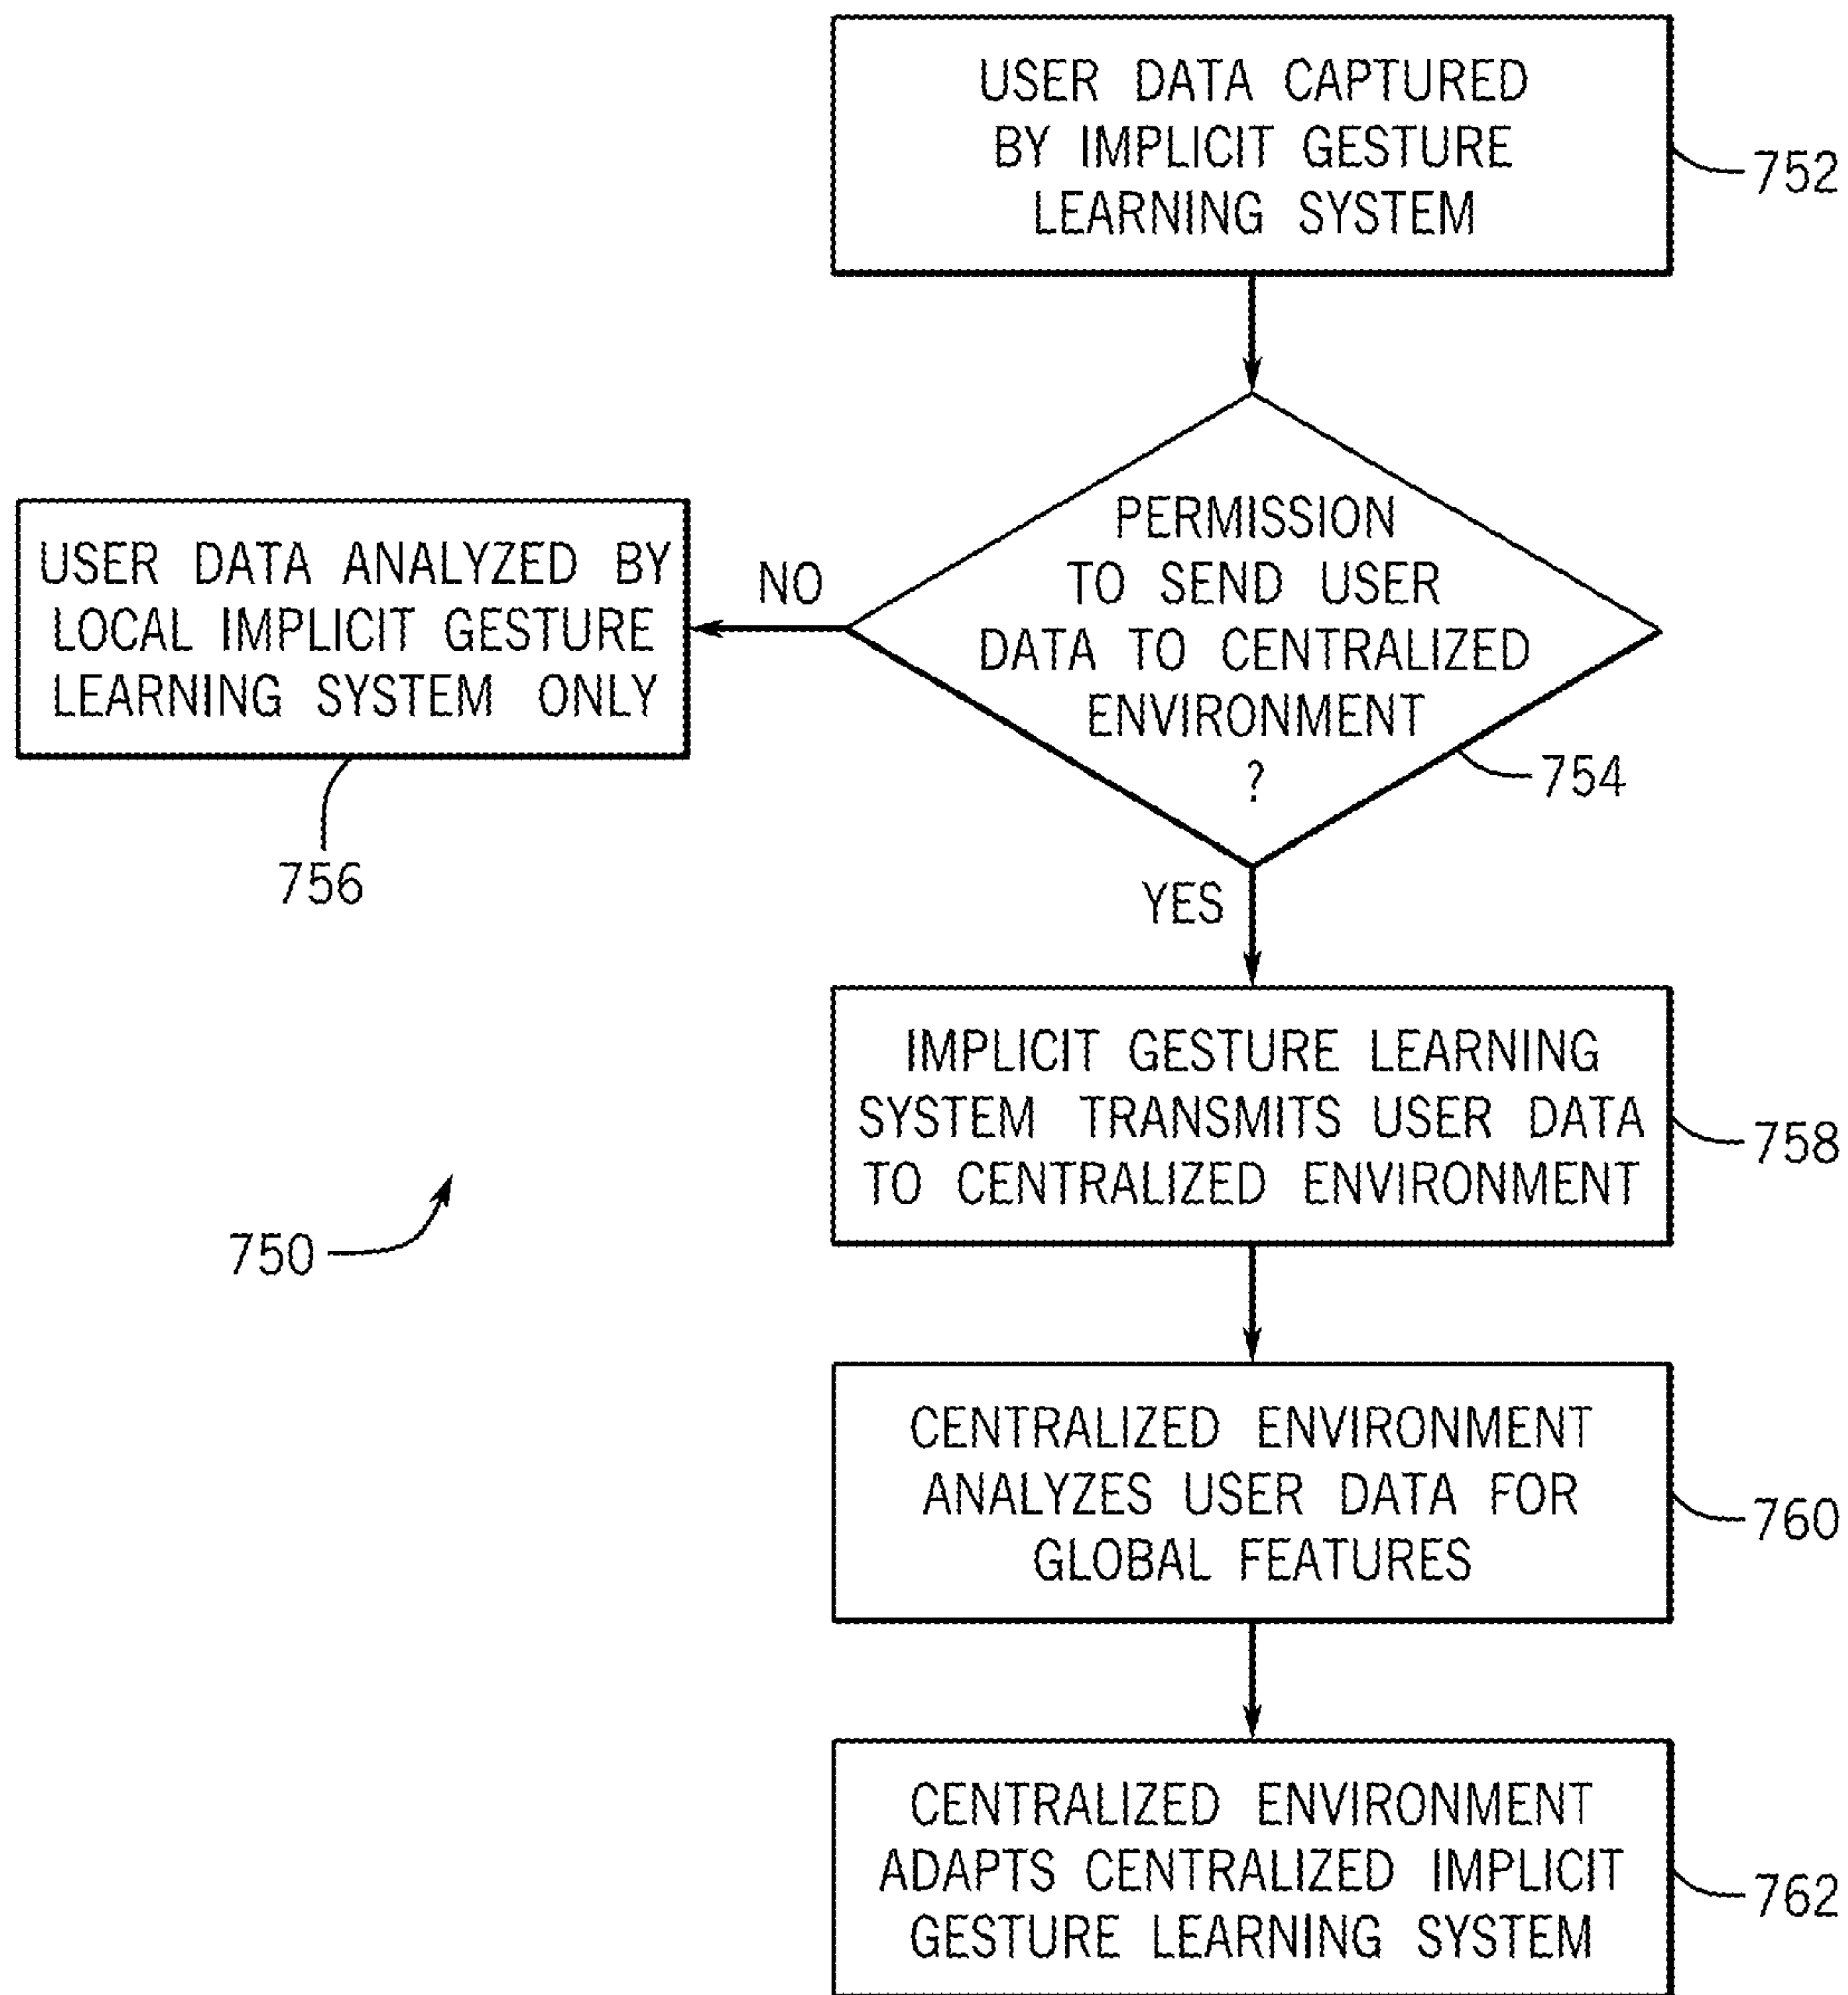 USER DATA CAPTURED
BY IMPLICIT GESTURE
LEARNING SYSTEM
752
PERMISSION
TO SEND USER
DATA TO CENTRALIZED
ENVIRONMENT
?
754
NO
USER DATA ANALYZED BY
LOCAL IMPLICIT GESTURE
LEARNING SYSTEM ONLY
756
YES
IMPLICIT GESTURE LEARNING
SYSTEM TRANSMITS USER DATA
TO CENTRALIZED ENVIRONMENT
758
750
CENTRALIZED ENVIRONMENT
ANALYZES USER DATA FOR
GLOBAL FEATURES
760
CENTRALIZED ENVIRONMENT
ADAPTS CENTRALIZED IMPLICIT
GESTURE LEARNING SYSTEM
762